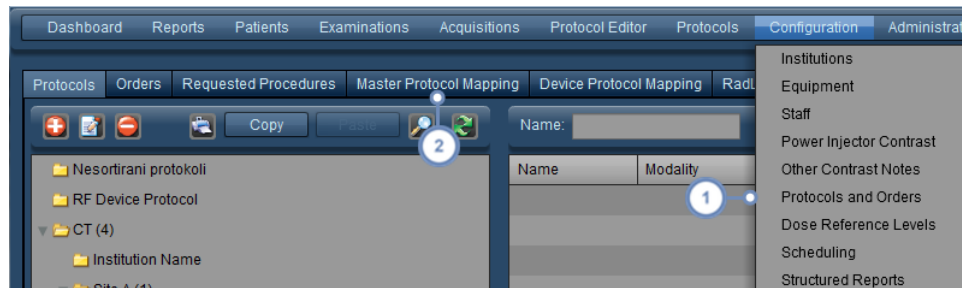 Dashboard Reports Patients Examinations Acquisitions Protocol Editor Protocols Configuration Administrat
Protocols Orders Requested Procedures Master Protocol Mapping Device Protocol Mapping RadL
Copy Paste Name:
2
Name Modality
Nesortirani protokoli
RF Device Protocol
CT (4)
Institution Name
Site A (1)
Institutions
Equipment
Staff
Power Injector Contrast
Other Contrast Notes
1
Protocols and Orders
Dose Reference Levels
Scheduling
Structured Reports